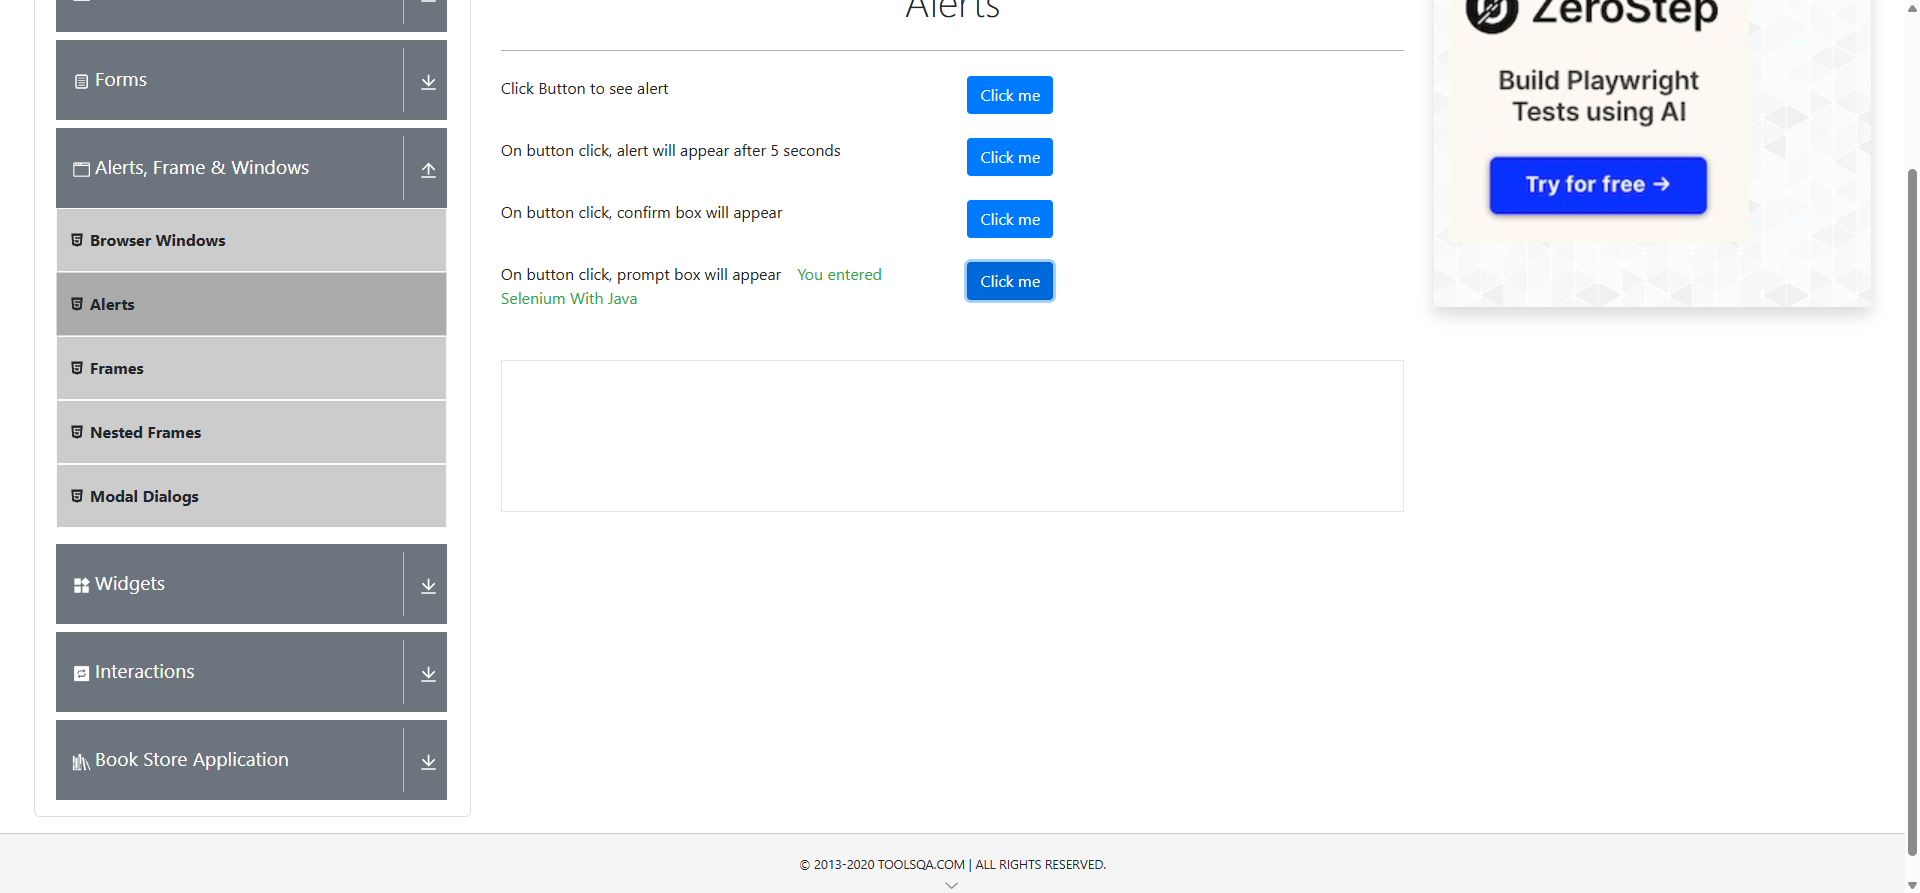 Forms
Alerts, Frame & Windows
Browser Windows
Alerts
Frames
Nested Frames
Modal Dialogs
Widgets
Interactions
Book Store Application
Alerts
Click Button to see alert
Click me
On button click, alert will appear after 5 seconds
Click me
On button click, confirm box will appear
Click me
On button click, prompt box will appear You entered
Selenium With Java
Click me
ZeroStep
Build Playwright
Tests using AI
Try for free →
© 2013-2020 TOOLSQA.COM | ALL RIGHTS RESERVED.